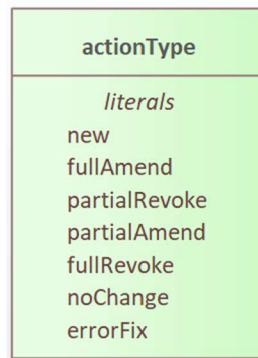 actionType
literals
new
fullAmend
partialRevoke
partialAmend
fullRevoke
noChange
errorFix